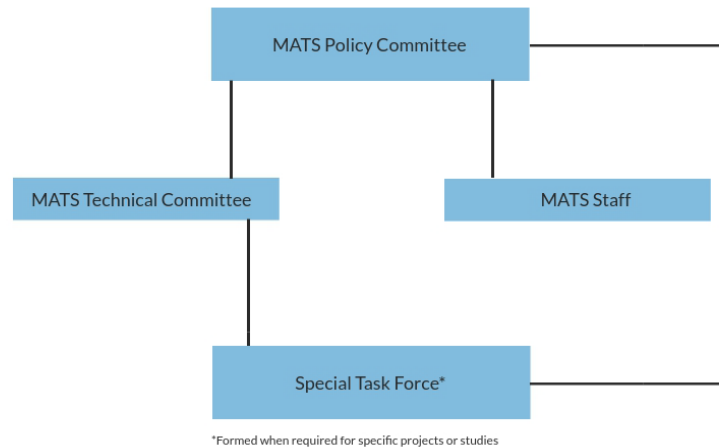 MATS Policy Committee
MATS Technical Committee
MATS Staff
Special Task Force*
*Formed when required for specific projects or studies